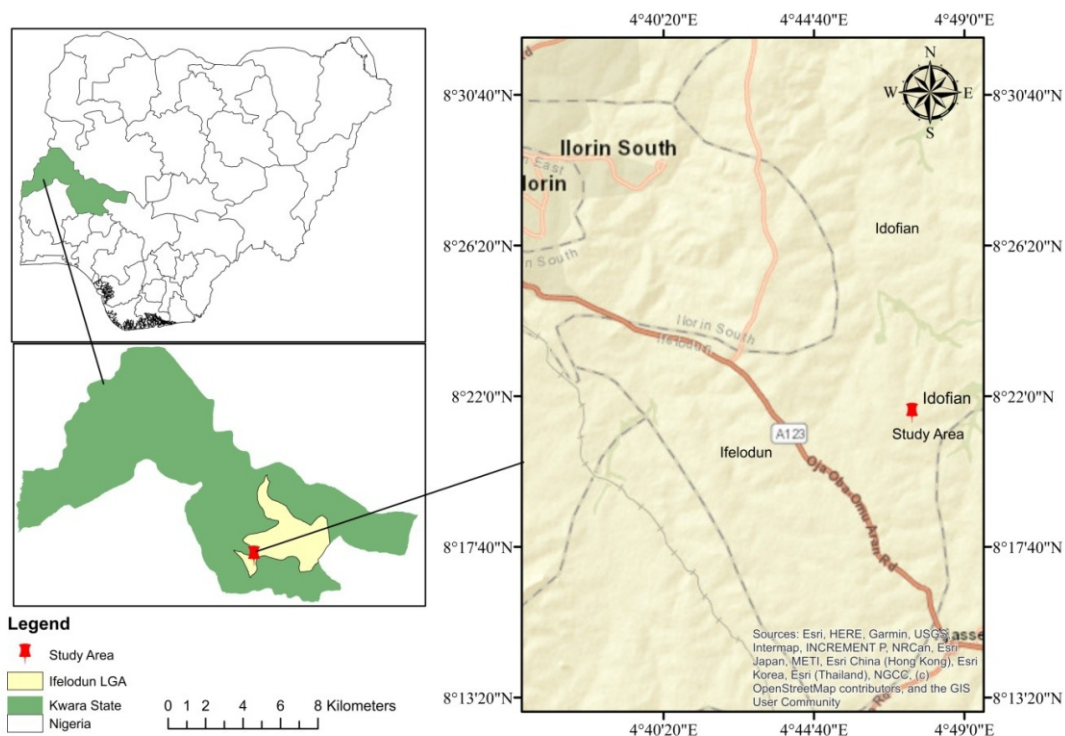 4°40'20"E 4°44'40"E 4°49'0"E
8°30'40"N 8°30'40"N
N
W E
S
Ilorin South
East
lorin
Idofian
8°26'20"N 8°26'20"N
South
Ilorin South
Ifelodun
8°22'0"N 8°22'0"N
Idofian
Study Area
A123
Ifelodun
Oja Oba Omu Aran Rd
8°17'40"N 8°17'40"N
Legend
Study Area
Ifelodun LGA
Kwara State
Nigeria
0 1 2 4 6 8 Kilometers
Sources: Esri, HERE, Garmin, USGS,
Intermap, INCREMENT P, NRCan, Esri
Japan, METI, Esri China (Hong Kong), Esri
Korea, Esri (Thailand), NGCC, (c)
OpenStreetMap contributors, and the GIS
User Community
8°13'20"N 8°13'20"N
Rd
4°40'20"E 4°44'40"E 4°49'0"E